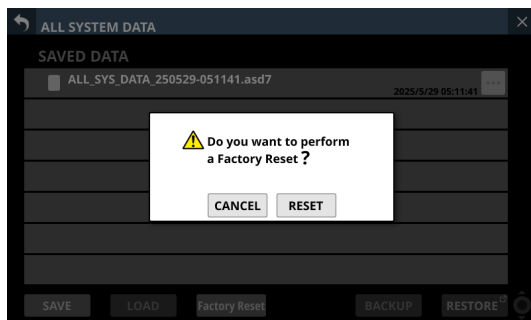 ALL SYSTEM DATA
SAVED DATA
ALL_SYS_DATA_250529-051141.asd7
2025/5/29 05:11:41
...
Do you want to perform
a Factory Reset ?
CANCEL RESET
SAVE LOAD Factory Reset BACKUP RESTORE